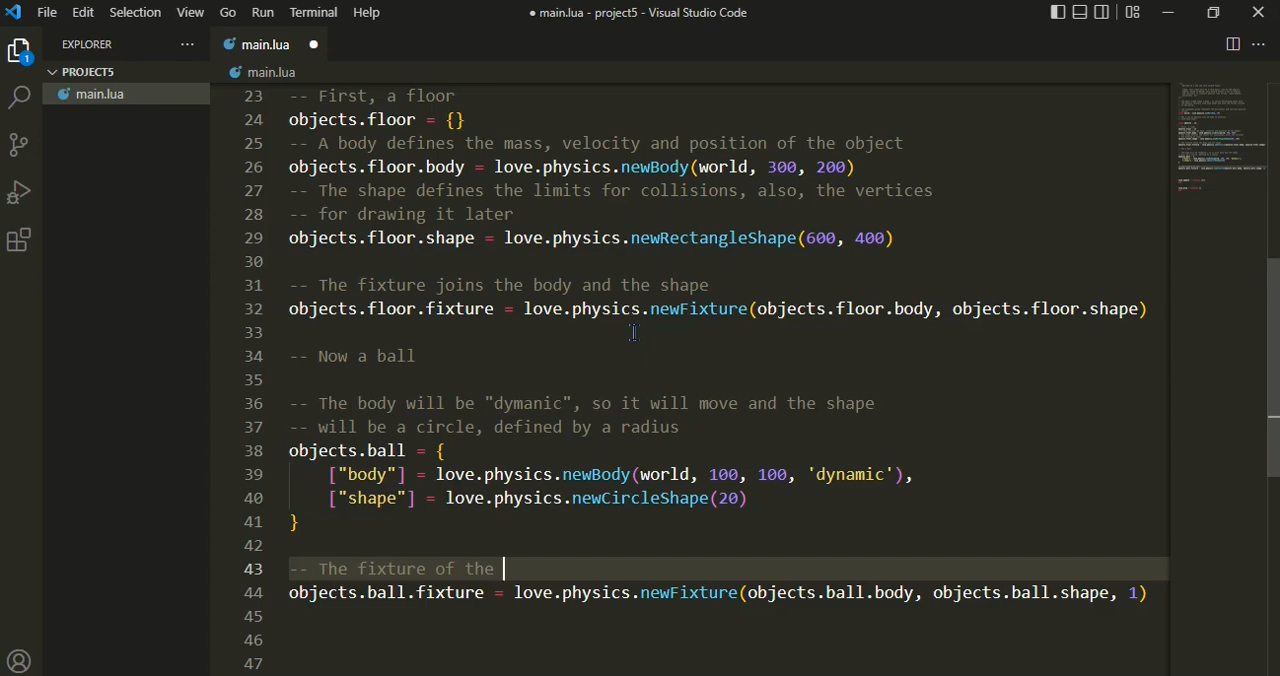 File Edit Selection View Go Run Terminal Help ● main.lua - project5 - Visual Studio Code
EXPLORER ··· main.lua ●
PROJECT5 main.lua
main.lua
1
23 -- First, a floor
24 objects.floor = {}
25 -- A body defines the mass, velocity and position of the object
26 objects.floor.body = love.physics.newBody(world, 300, 200)
27 -- The shape defines the limits for collisions, also, the vertices
28 -- for drawing it later
29 objects.floor.shape = love.physics.newRectangleShape(600, 400)
30
31 -- The fixture joins the body and the shape
32 objects.floor.fixture = love.physics.newFixture(objects.floor.body, objects.floor.shape)
33
34 -- Now a ball
35
36 -- The body will be "dymanic", so it will move and the shape
37 -- will be a circle, defined by a radius
38 objects.ball = {
39 ["body"] = love.physics.newBody(world, 100, 100, 'dynamic'),
40 ["shape"] = love.physics.newCircleShape(20)
41 }
42
43 -- The fixture of the
44 objects.ball.fixture = love.physics.newFixture(objects.ball.body, objects.ball.shape, 1)
45
46
47